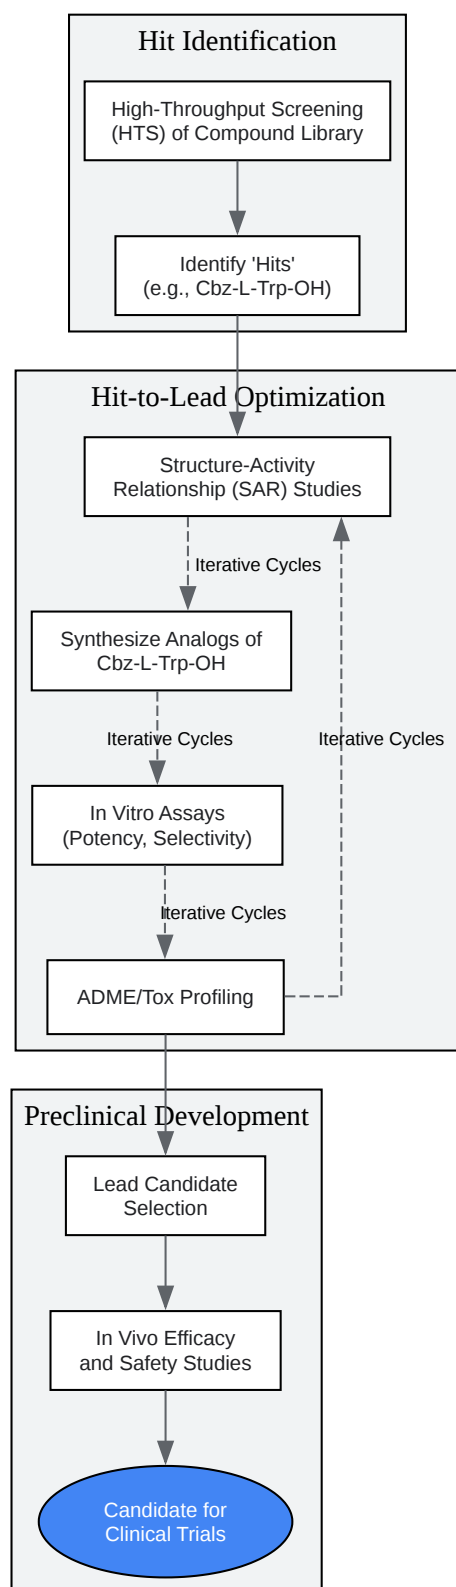 Hit Identification
High-Throughput Screening
(HTS) of Compound Library
Identify 'Hits'
(e.g., Cbz-L-Trp-OH)
Hit-to-Lead Optimization
Structure-Activity
Relationship (SAR) Studies
Iterative Cycles
Synthesize Analogs of
Cbz-L-Trp-OH
Iterative Cycles
Iterative Cycles
In Vitro Assays
(Potency, Selectivity)
Iterative Cycles
ADME/Tox Profiling
Preclinical Development
Lead Candidate
Selection
In Vivo Efficacy
and Safety Studies
Candidate for
Clinical Trials